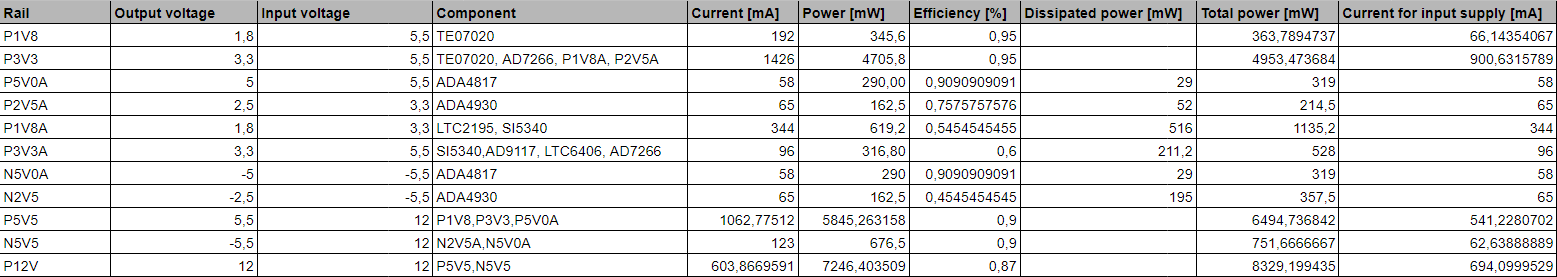 Rail Output voltage Input voltage Component Current [mA] Power [mW] Efficiency [%] Dissipated power [mW] Total power [mW] Current for input supply [mA]
P1V8 1,8 5,5 TE07020 192 345,6 0,95 363,7894737 66,14354067
P3V3 3,3 5,5 TE07020, AD7266, P1V8A, P2V5A 1426 4705,8 0,95 4953,473684 900,6315789
P5V0A 5 5,5 ADA4817 58 290,00 0,9090909091 29 319 58
P2V5A 2,5 3,3 ADA4930 65 162,5 0,7575757576 52 214,5 65
P1V8A 1,8 3,3 LTC2195, SI5340 344 619,2 0,5454545455 516 1135,2 344
P3V3A 3,3 5,5 SI5340,AD9117, LTC6406, AD7266 96 316,80 0,6 211,2 528 96
N5V0A -5 -5,5 ADA4817 58 290 0,9090909091 29 319 58
N2V5 -2,5 -5,5 ADA4930 65 162,5 0,4545454545 195 357,5 65
P5V5 5,5 12 P1V8,P3V3,P5V0A 1062,77512 5845,263158 0,9 6494,736842 541,2280702
N5V5 -5,5 12 N2V5A,N5V0A 123 676,5 0,9 751,6666667 62,63888889
P12V 12 12 P5V5,N5V5 603,8669591 7246,403509 0,87 8329,199435 694,0999529